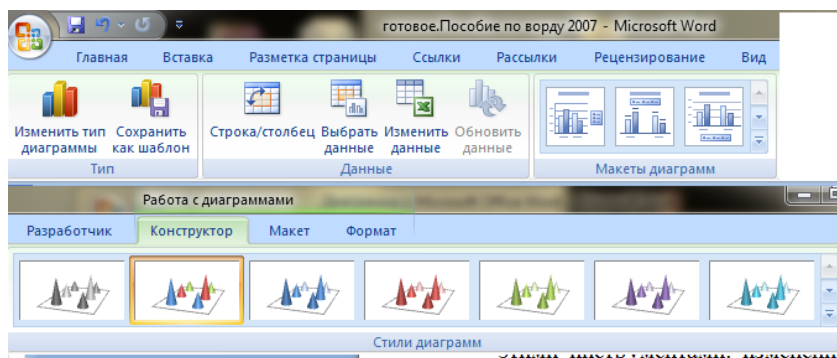 готовое.Пособие по ворду 2007 - Microsoft Word
Главная Вставка Разметка страницы Ссылки Рассылки Рецензирование Вид
Изменить тип диаграммы
Сохранить как шаблон
Строка/столбец
Выбрать данные
Изменить данные
Обновить данные
Тип Данные Макеты диаграмм
Работа с диаграммами
Разработчик Конструктор Макет Формат
Стили диаграмм